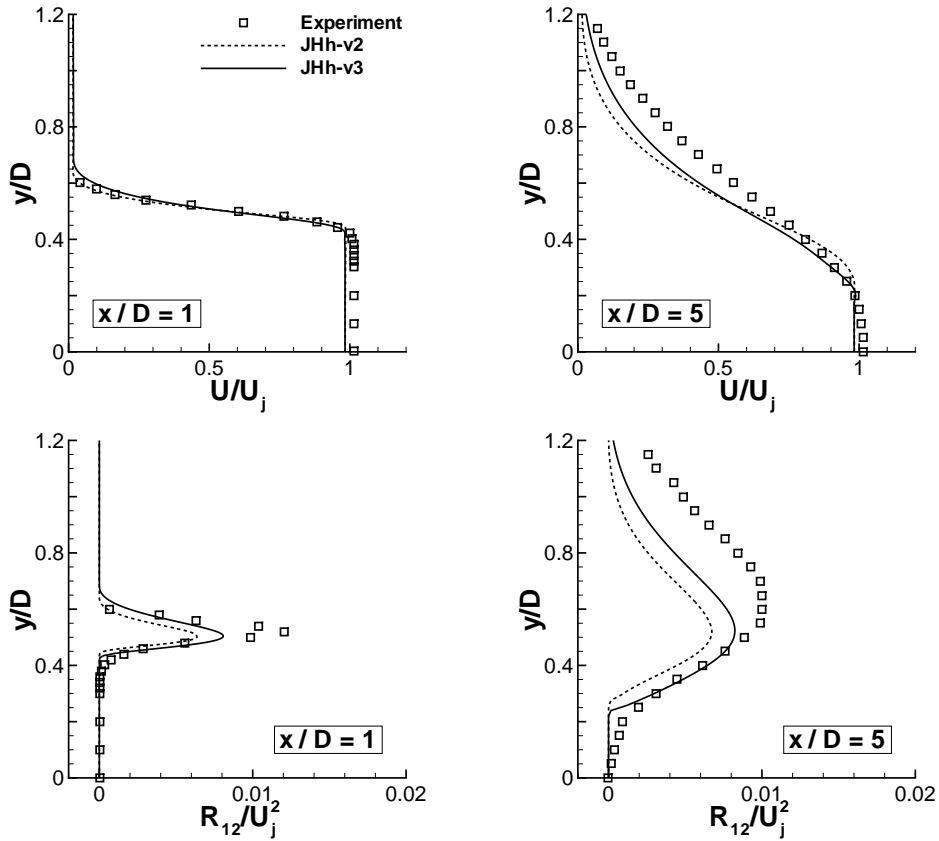 Experiment
JHh-v2
JHh-v3
1.2
0.8
0.4
0
y/D
x / D = 1
0 0.5 1
U/U_j
1.2
0.8
0.4
0
y/D
x / D = 5
0 0.5 1
U/U_j
1.2
0.8
0.4
0
y/D
x / D = 1
0 0.01 0.02
R_12/U_j^2
1.2
0.8
0.4
0
y/D
x / D = 5
0 0.01 0.02
R_12/U_j^2